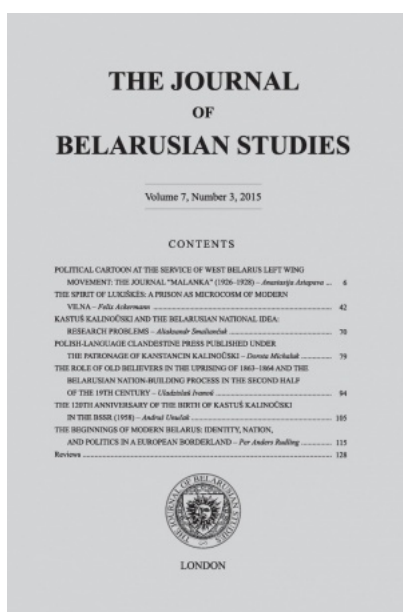 THE JOURNAL
OF
BELARUSIAN STUDIES
Volume 7, Number 3, 2015
CONTENTS
POLITICAL CARTOON AT THE SERVICE OF WEST BELARUS LEFT WING
MOVEMENT: THE JOURNAL "MALANKA" (1926–1928) – Anastasija Astapova ... 6
THE SPIRIT OF LUKIŠKĖS: A PRISON AS MICROCOSM OF MODERN
VILNA – Felix Ackermann ... 42
KASTUŚ KALINOŬSKI AND THE BELARUSIAN NATIONAL IDEA:
RESEARCH PROBLEMS – Aliaksandr Smalianchuk ... 70
POLISH-LANGUAGE CLANDESTINE PRESS PUBLISHED UNDER
THE PATRONAGE OF KANSTANCIN KALINOŬSKI – Dorota Michaluk ... 79
THE ROLE OF OLD BELIEVERS IN THE UPRISING OF 1863–1864 AND THE
BELARUSIAN NATION-BUILDING PROCESS IN THE SECOND HALF
OF THE 19TH CENTURY – Uladzislaŭ Ivanoŭ ... 94
THE 120TH ANNIVERSARY OF THE BIRTH OF KASTUŚ KALINOŬSKI
IN THE BSSR (1958) – Andrej Unučak ... 105
THE BEGINNINGS OF MODERN BELARUS: IDENTITY, NATION,
AND POLITICS IN A EUROPEAN BORDERLAND – Per Anders Rudling ... 115
Reviews ... 128
THE JOURNAL OF BELARUSIAN STUDIES
LONDON